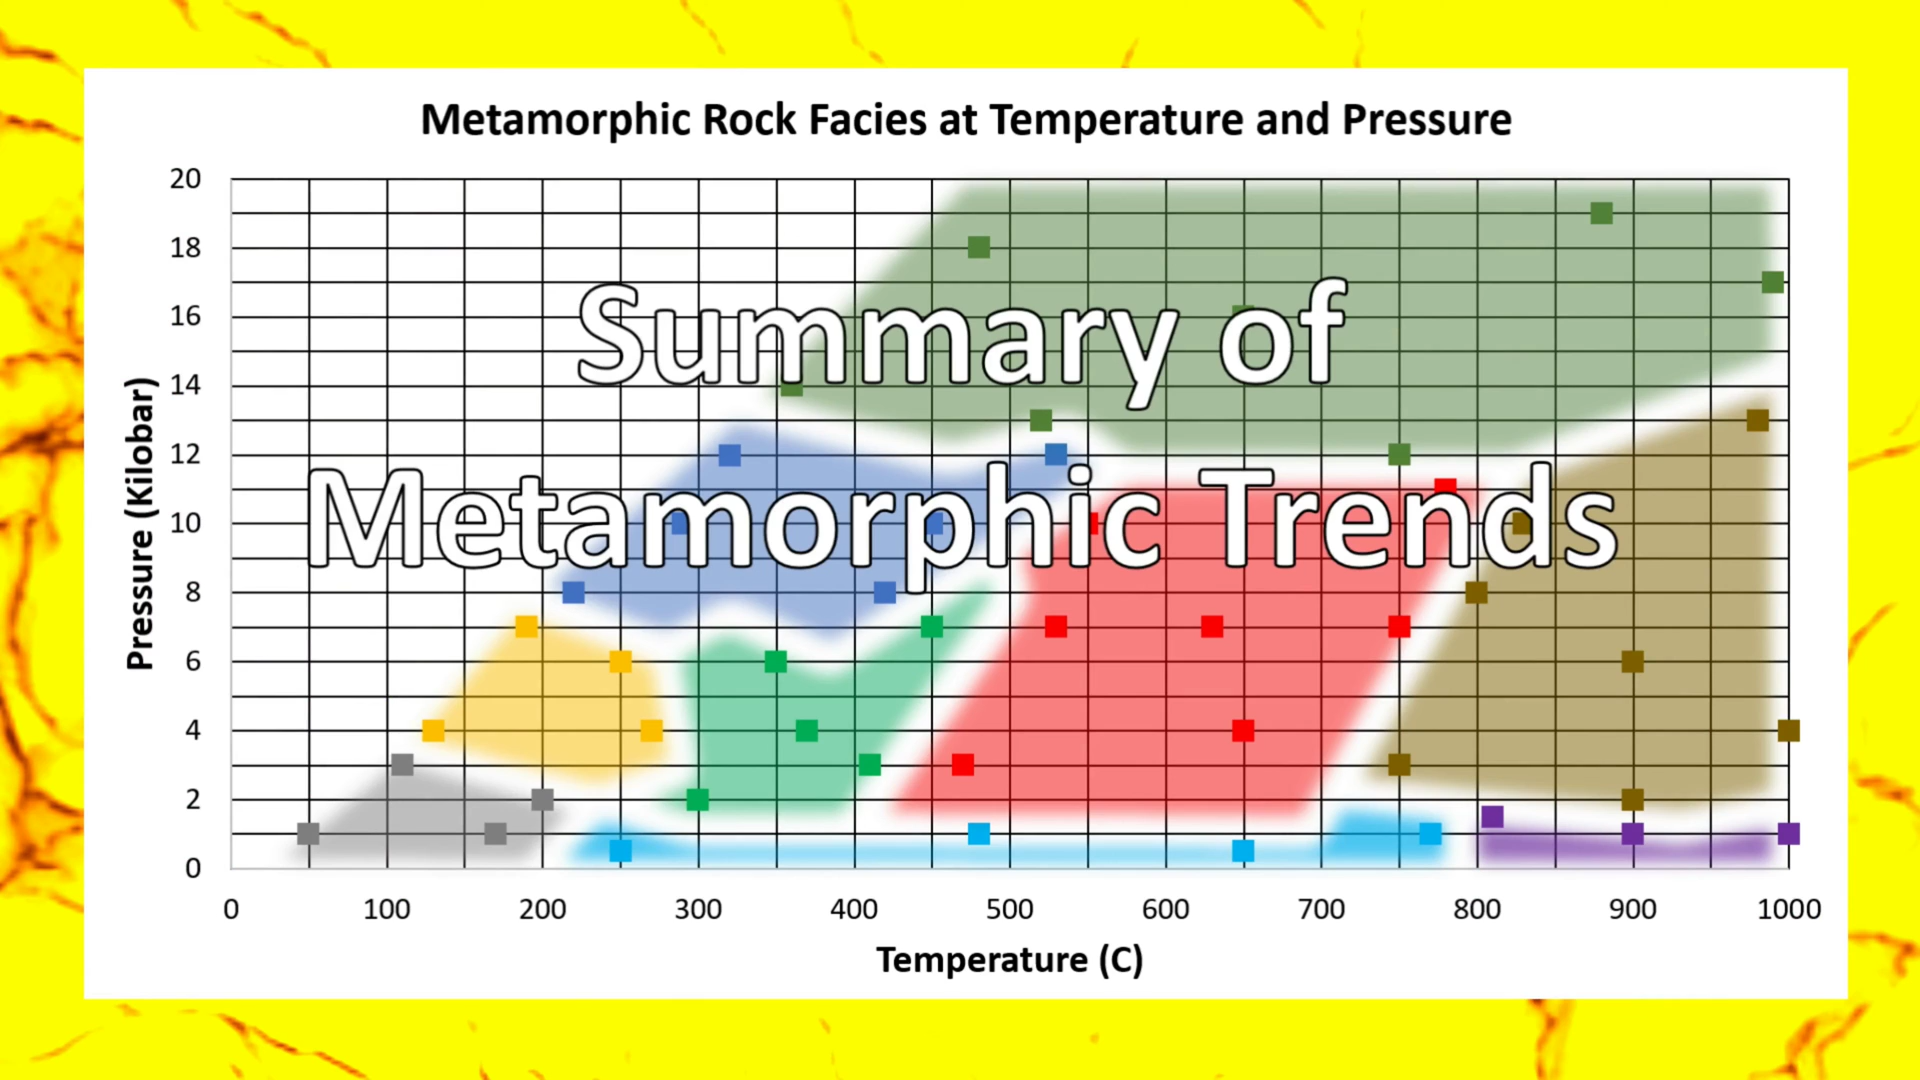 Metamorphic Rock Facies at Temperature and Pressure
20
18
16
14
12
10
8
6
4
2
0
Pressure (Kilobar)
Summary of
Metamorphic Trends
0 100 200 300 400 500 600 700 800 900 1000
Temperature (C)